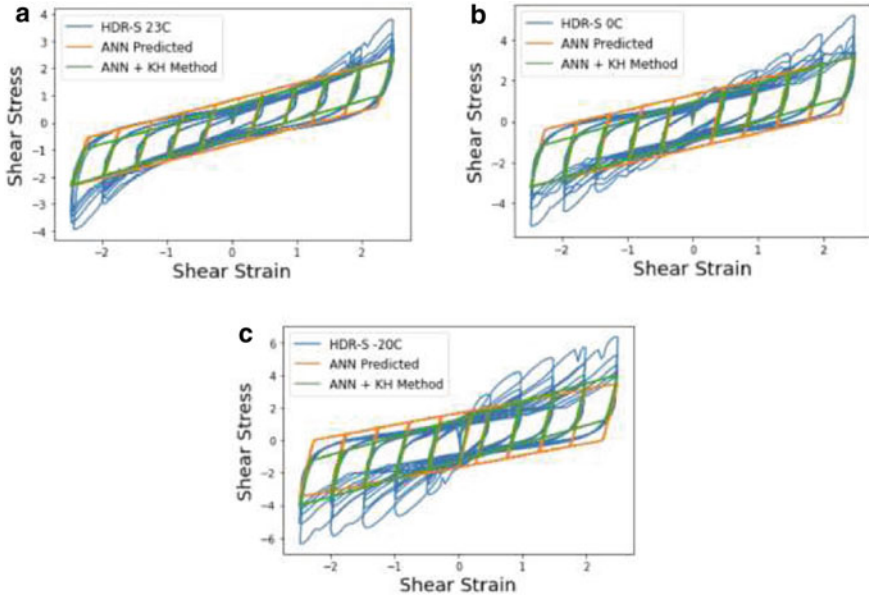 a
HDR-S 23C
ANN Predicted
ANN + KH Method
4
3
2
1
0
−1
−2
−3
−4
Shear Stress
−2
−1
0
1
2
Shear Strain
b
HDR-S 0C
ANN Predicted
ANN + KH Method
4
2
0
−2
−4
Shear Stress
−2
−1
0
1
2
Shear Strain
c
HDR-S -20C
ANN Predicted
ANN + KH Method
6
4
2
0
−2
−4
−6
Shear Stress
−2
−1
0
1
2
Shear Strain